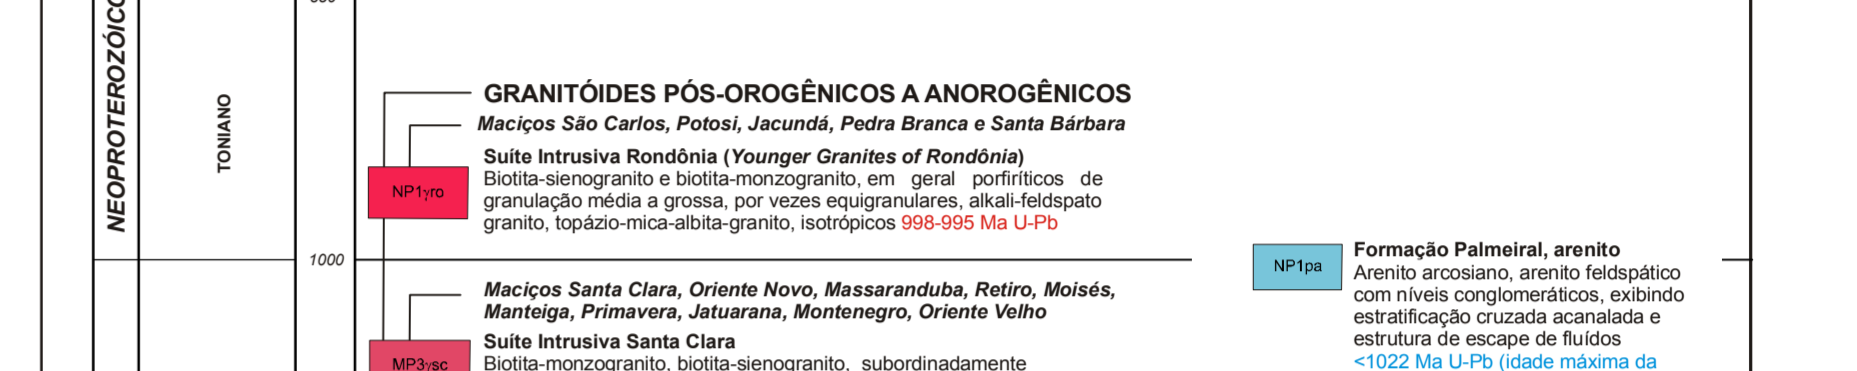 NEOPROTEROZÓICO
TONIANO
GRANITÓIDES PÓS-OROGÊNICOS A ANOROGÊNICOS
Maciços São Carlos, Potosi, Jacundá, Pedra Branca e Santa Bárbara
Suíte Intrusiva Rondônia (Younger Granites of Rondônia)
NP1γro
Biotita-sienogranito e biotita-monzogranito, em geral porfiríticos de
granulação média a grossa, por vezes equigranulares, alkali-feldspato
granito, topázio-mica-albita-granito, isotrópicos 998-995 Ma U-Pb
1000
Maciços Santa Clara, Oriente Novo, Massaranduba, Retiro, Moisés,
Manteiga, Primavera, Jatuarana, Montenegro, Oriente Velho
Suíte Intrusiva Santa Clara
MP3γsc
Biotita-monzogranito, biotita-sienogranito, subordinadamente
NP1pa
Formação Palmeiral, arenito
Arenito arcosiano, arenito feldspático
com níveis conglomeráticos, exibindo
estratificação cruzada acanalada e
estrutura de escape de fluídos
<1022 Ma U-Pb (idade máxima da